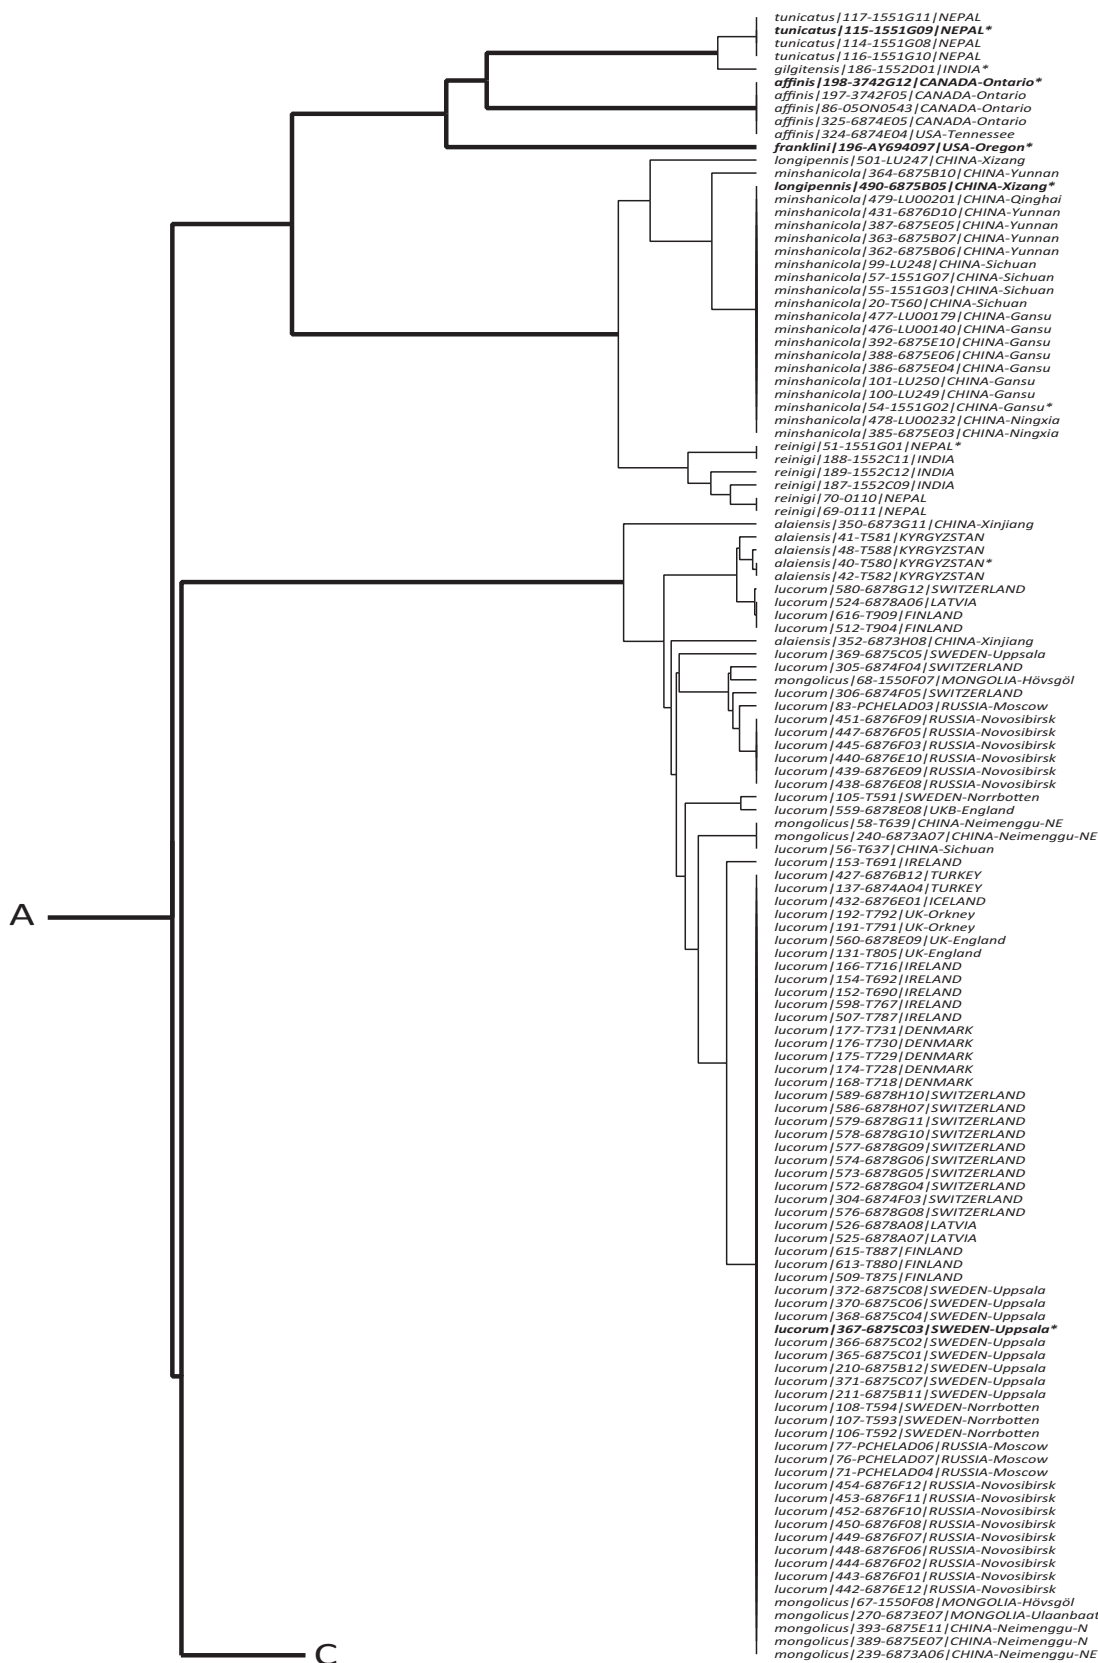 tunicatus|117-1551G11|NEPAL
tunicatus|115-1551G09|NEPAL*
tunicatus|114-1551G08|NEPAL
tunicatus|116-1551G10|NEPAL
gilgitensis|186-1552D01|INDIA*
affinis|198-3742G12|CANADA-Ontario*
affinis|197-3742F05|CANADA-Ontario
affinis|86-05ON0543|CANADA-Ontario
affinis|325-6874E05|CANADA-Ontario
affinis|324-6874E04|USA-Tennessee
franklini|196-AY694097|USA-Oregon*
longipennis|501-LU247|CHINA-Xizang
minshanicola|364-6875B10|CHINA-Yunnan
longipennis|490-6875B05|CHINA-Xizang*
minshanicola|479-LU00201|CHINA-Qinghai
minshanicola|431-6876D10|CHINA-Yunnan
minshanicola|387-6875E05|CHINA-Yunnan
minshanicola|363-6875B07|CHINA-Yunnan
minshanicola|362-6875B06|CHINA-Yunnan
minshanicola|99-LU248|CHINA-Sichuan
minshanicola|57-1551G07|CHINA-Sichuan
minshanicola|55-1551G03|CHINA-Sichuan
minshanicola|20-T560|CHINA-Sichuan
minshanicola|477-LU00179|CHINA-Gansu
minshanicola|476-LU00140|CHINA-Gansu
minshanicola|392-6875E10|CHINA-Gansu
minshanicola|388-6875E06|CHINA-Gansu
minshanicola|386-6875E04|CHINA-Gansu
minshanicola|101-LU250|CHINA-Gansu
minshanicola|100-LU249|CHINA-Gansu
minshanicola|54-1551G02|CHINA-Gansu*
minshanicola|478-LU00232|CHINA-Ningxia
minshanicola|385-6875E03|CHINA-Ningxia
reinigi|51-1551G01|NEPAL*
reinigi|188-1552C11|INDIA
reinigi|189-1552C12|INDIA
reinigi|187-1552C09|INDIA
reinigi|70-0110|NEPAL
reinigi|69-0111|NEPAL
alaiensis|350-6873G11|CHINA-Xinjiang
alaiensis|41-T581|KYRGYZSTAN
alaiensis|48-T588|KYRGYZSTAN
alaiensis|40-T580|KYRGYZSTAN*
alaiensis|42-T582|KYRGYZSTAN
lucorum|580-6878G12|SWITZERLAND
lucorum|524-6878A06|LATVIA
lucorum|616-T909|FINLAND
lucorum|512-T904|FINLAND
alaiensis|352-6873H08|CHINA-Xinjiang
lucorum|369-6875C05|SWEDEN-Uppsala
lucorum|305-6874F04|SWITZERLAND
mongolicus|68-1550F07|MONGOLIA-Hövsgöl
lucorum|306-6874F05|SWITZERLAND
lucorum|83-PCHELAD03|RUSSIA-Moscow
lucorum|451-6876F09|RUSSIA-Novosibirsk
lucorum|447-6876F05|RUSSIA-Novosibirsk
lucorum|445-6876F03|RUSSIA-Novosibirsk
lucorum|440-6876E10|RUSSIA-Novosibirsk
lucorum|439-6876E09|RUSSIA-Novosibirsk
lucorum|438-6876E08|RUSSIA-Novosibirsk
lucorum|105-T591|SWEDEN-Norrbotten
lucorum|559-6878E08|UKB-England
mongolicus|58-T639|CHINA-Neimenggu-NE
mongolicus|240-6873A07|CHINA-Neimenggu-NE
lucorum|56-T637|CHINA-Sichuan
lucorum|153-T691|IRELAND
lucorum|427-6876B12|TURKEY
lucorum|137-6874A04|TURKEY
lucorum|432-6876E01|ICELAND
A
lucorum|192-T792|UK-Orkney
lucorum|191-T791|UK-Orkney
lucorum|560-6878E09|UK-England
lucorum|131-T805|UK-England
lucorum|166-T716|IRELAND
lucorum|154-T692|IRELAND
lucorum|152-T690|IRELAND
lucorum|598-T767|IRELAND
lucorum|507-T787|IRELAND
lucorum|177-T731|DENMARK
lucorum|176-T730|DENMARK
lucorum|175-T729|DENMARK
lucorum|174-T728|DENMARK
lucorum|168-T718|DENMARK
lucorum|589-6878H10|SWITZERLAND
lucorum|586-6878H07|SWITZERLAND
lucorum|579-6878G11|SWITZERLAND
lucorum|578-6878G10|SWITZERLAND
lucorum|577-6878G09|SWITZERLAND
lucorum|574-6878G06|SWITZERLAND
lucorum|573-6878G05|SWITZERLAND
lucorum|572-6878G04|SWITZERLAND
lucorum|304-6874F03|SWITZERLAND
lucorum|576-6878G08|SWITZERLAND
lucorum|526-6878A08|LATVIA
lucorum|525-6878A07|LATVIA
lucorum|615-T887|FINLAND
lucorum|613-T880|FINLAND
lucorum|509-T875|FINLAND
lucorum|372-6875C08|SWEDEN-Uppsala
lucorum|370-6875C06|SWEDEN-Uppsala
lucorum|368-6875C04|SWEDEN-Uppsala
lucorum|367-6875C03|SWEDEN-Uppsala*
lucorum|366-6875C02|SWEDEN-Uppsala
lucorum|365-6875C01|SWEDEN-Uppsala
lucorum|210-6875B12|SWEDEN-Uppsala
lucorum|371-6875C07|SWEDEN-Uppsala
lucorum|211-6875B11|SWEDEN-Uppsala
lucorum|108-T594|SWEDEN-Norrbotten
lucorum|107-T593|SWEDEN-Norrbotten
lucorum|106-T592|SWEDEN-Norrbotten
lucorum|77-PCHELAD06|RUSSIA-Moscow
lucorum|76-PCHELAD07|RUSSIA-Moscow
lucorum|71-PCHELAD04|RUSSIA-Moscow
lucorum|454-6876F12|RUSSIA-Novosibirsk
lucorum|453-6876F11|RUSSIA-Novosibirsk
lucorum|452-6876F10|RUSSIA-Novosibirsk
lucorum|450-6876F08|RUSSIA-Novosibirsk
lucorum|449-6876F07|RUSSIA-Novosibirsk
lucorum|448-6876F06|RUSSIA-Novosibirsk
lucorum|444-6876F02|RUSSIA-Novosibirsk
lucorum|443-6876F01|RUSSIA-Novosibirsk
lucorum|442-6876E12|RUSSIA-Novosibirsk
mongolicus|67-1550F08|MONGOLIA-Hövsgöl
mongolicus|270-6873E07|MONGOLIA-Ulaanbaat
mongolicus|393-6875E11|CHINA-Neimenggu-N
mongolicus|389-6875E07|CHINA-Neimenggu-N
mongolicus|239-6873A06|CHINA-Neimenggu-NE
C